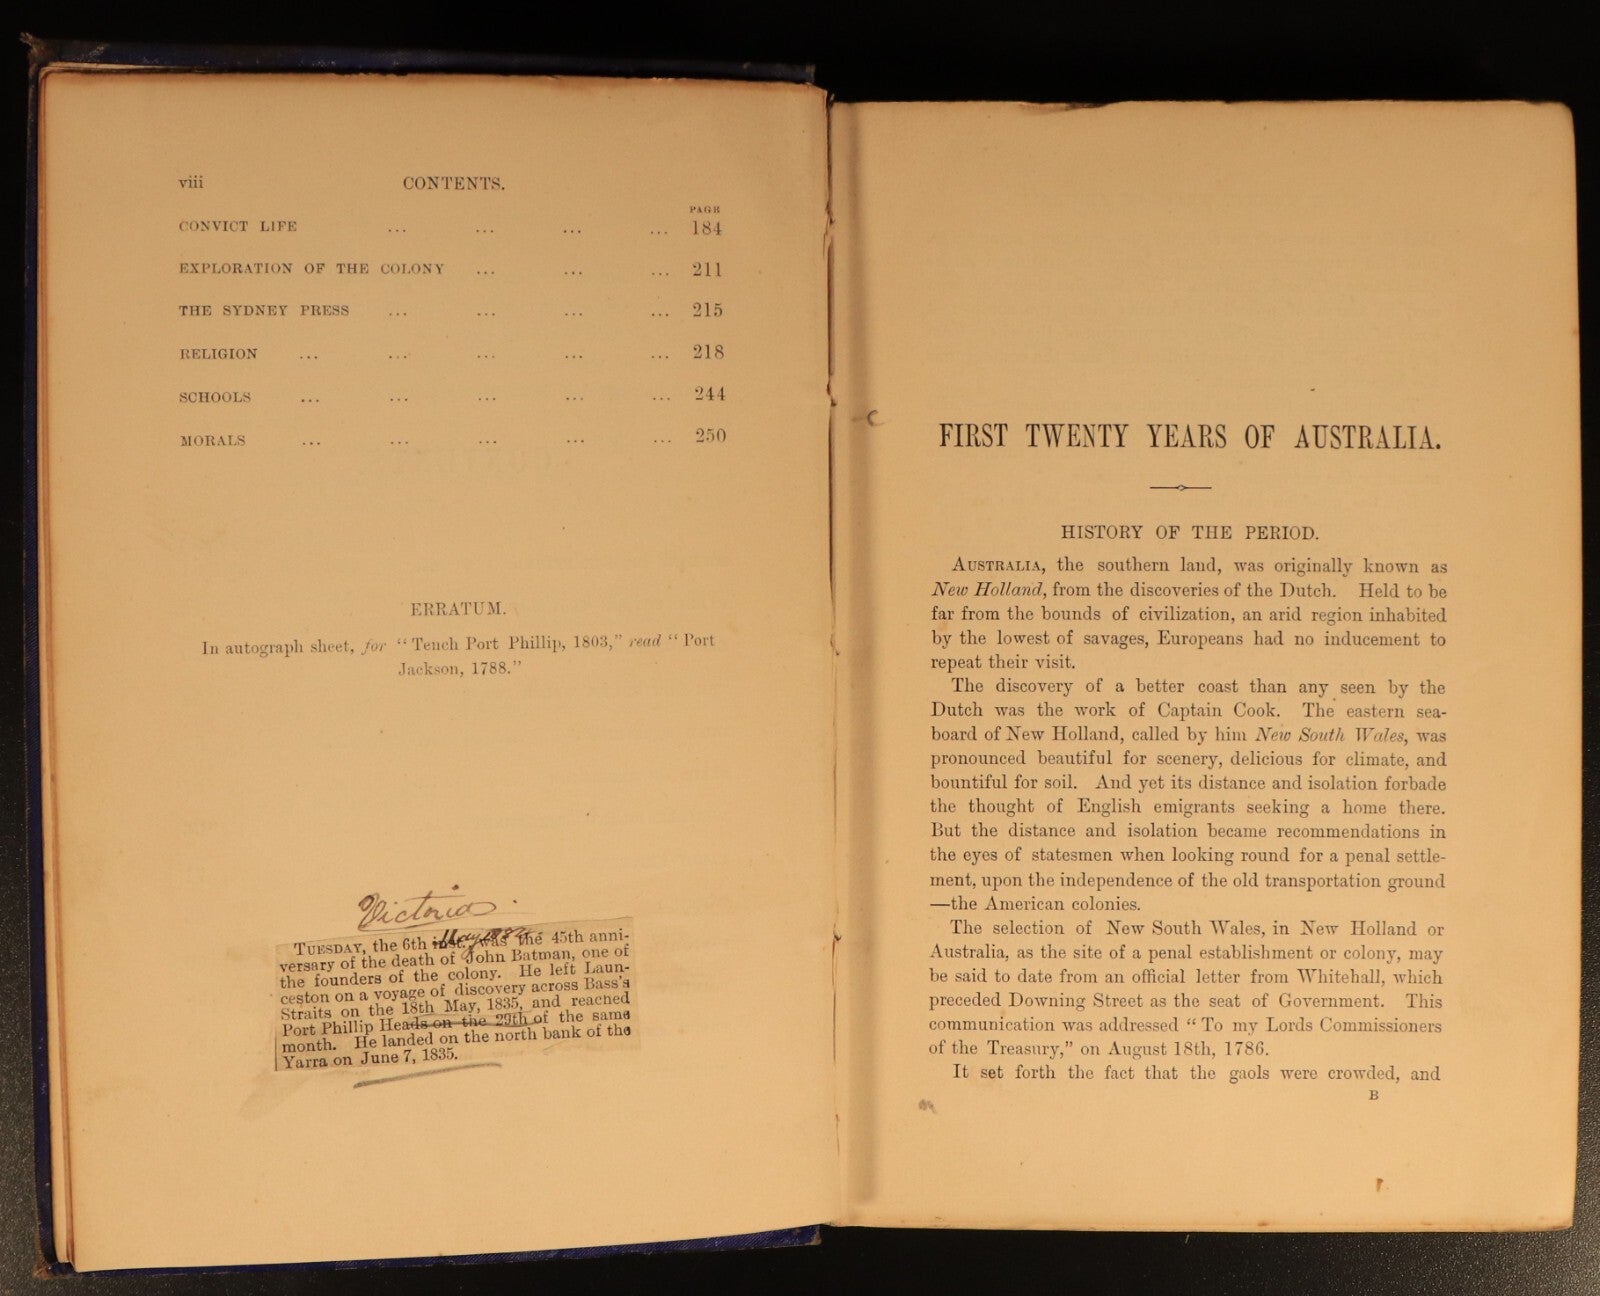 viii CONTENTS.
PAGE
CONVICT LIFE ... ... ... ... 184
EXPLORATION OF THE COLONY ... ... ... 211
THE SYDNEY PRESS ... ... ... ... 215
RELIGION ... ... ... ... ... 218
SCHOOLS ... ... ... ... ... 244
MORALS ... ... ... ... ... 250
ERRATUM.
In autograph sheet, for “ Tench Port Phillip, 1803,” read “ Port
Jackson, 1788.”
Victoria
TUESDAY, the 6th inst. May was the 45th anni-
versary of the death of John Batman, one of
the founders of the colony. He left Laun-
ceston on a voyage of discovery across Bass's
Straits on the 18th May, 1835, and reached
Port Phillip Heads on the 29th of the same
month. He landed on the north bank of the
Yarra on June 7, 1835.
FIRST TWENTY YEARS OF AUSTRALIA.
HISTORY OF THE PERIOD.
AUSTRALIA, the southern land, was originally known as
New Holland, from the discoveries of the Dutch. Held to be
far from the bounds of civilization, an arid region inhabited
by the lowest of savages, Europeans had no inducement to
repeat their visit.
The discovery of a better coast than any seen by the
Dutch was the work of Captain Cook. The eastern sea-
board of New Holland, called by him New South Wales, was
pronounced beautiful for scenery, delicious for climate, and
bountiful for soil. And yet its distance and isolation forbade
the thought of English emigrants seeking a home there.
But the distance and isolation became recommendations in
the eyes of statesmen when looking round for a penal settle-
ment, upon the independence of the old transportation ground
—the American colonies.
The selection of New South Wales, in New Holland or
Australia, as the site of a penal establishment or colony, may
be said to date from an official letter from Whitehall, which
preceded Downing Street as the seat of Government. This
communication was addressed “ To my Lords Commissioners
of the Treasury,” on August 18th, 1786.
It set forth the fact that the gaols were crowded, and
B